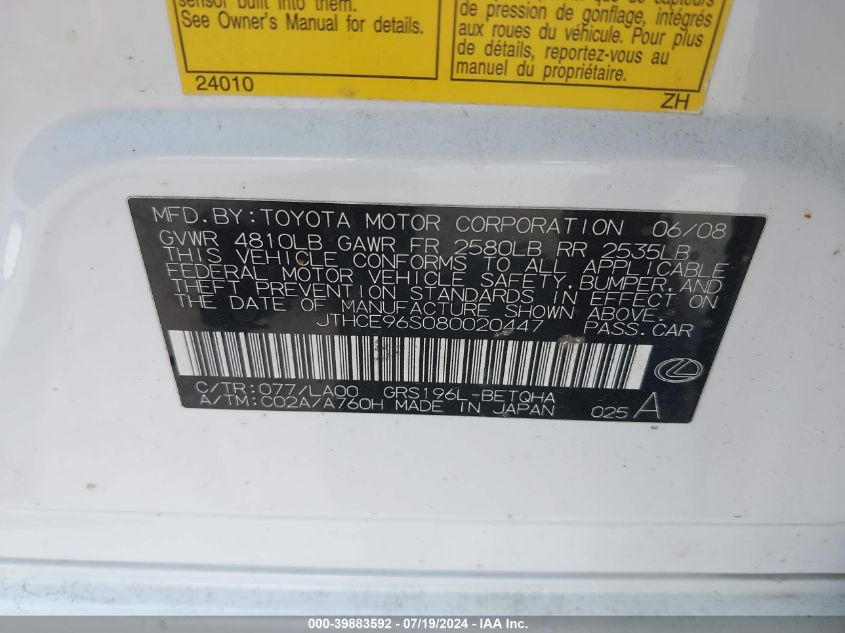 sensor built into them.
See Owner's Manual for details.
24010
de pression de gonflage, intégrés
aux roues du véhicule. Pour plus
de détails, reportez-vous au
manuel du propriétaire.
ZH
MFD.BY:TOYOTA MOTOR CORPORATION 06/08
GVWR 4810LB GAWR FR 2580LB RR 2535LB
THIS VEHICLE CONFORMS TO ALL APPLICABLE
FEDERAL MOTOR VEHICLE SAFETY,BUMPER,AND
THEFT PREVENTION STANDARDS IN EFFECT ON
THE DATE OF MANUFACTURE SHOWN ABOVE.
JTHCE96S080020447 PASS.CAR
C/TR:077/LA00 GRS196L-BETQHA
A/TM:C02A/A760H MADE IN JAPAN 025 A
000-39883592 - 07/19/2024 - IAA Inc.